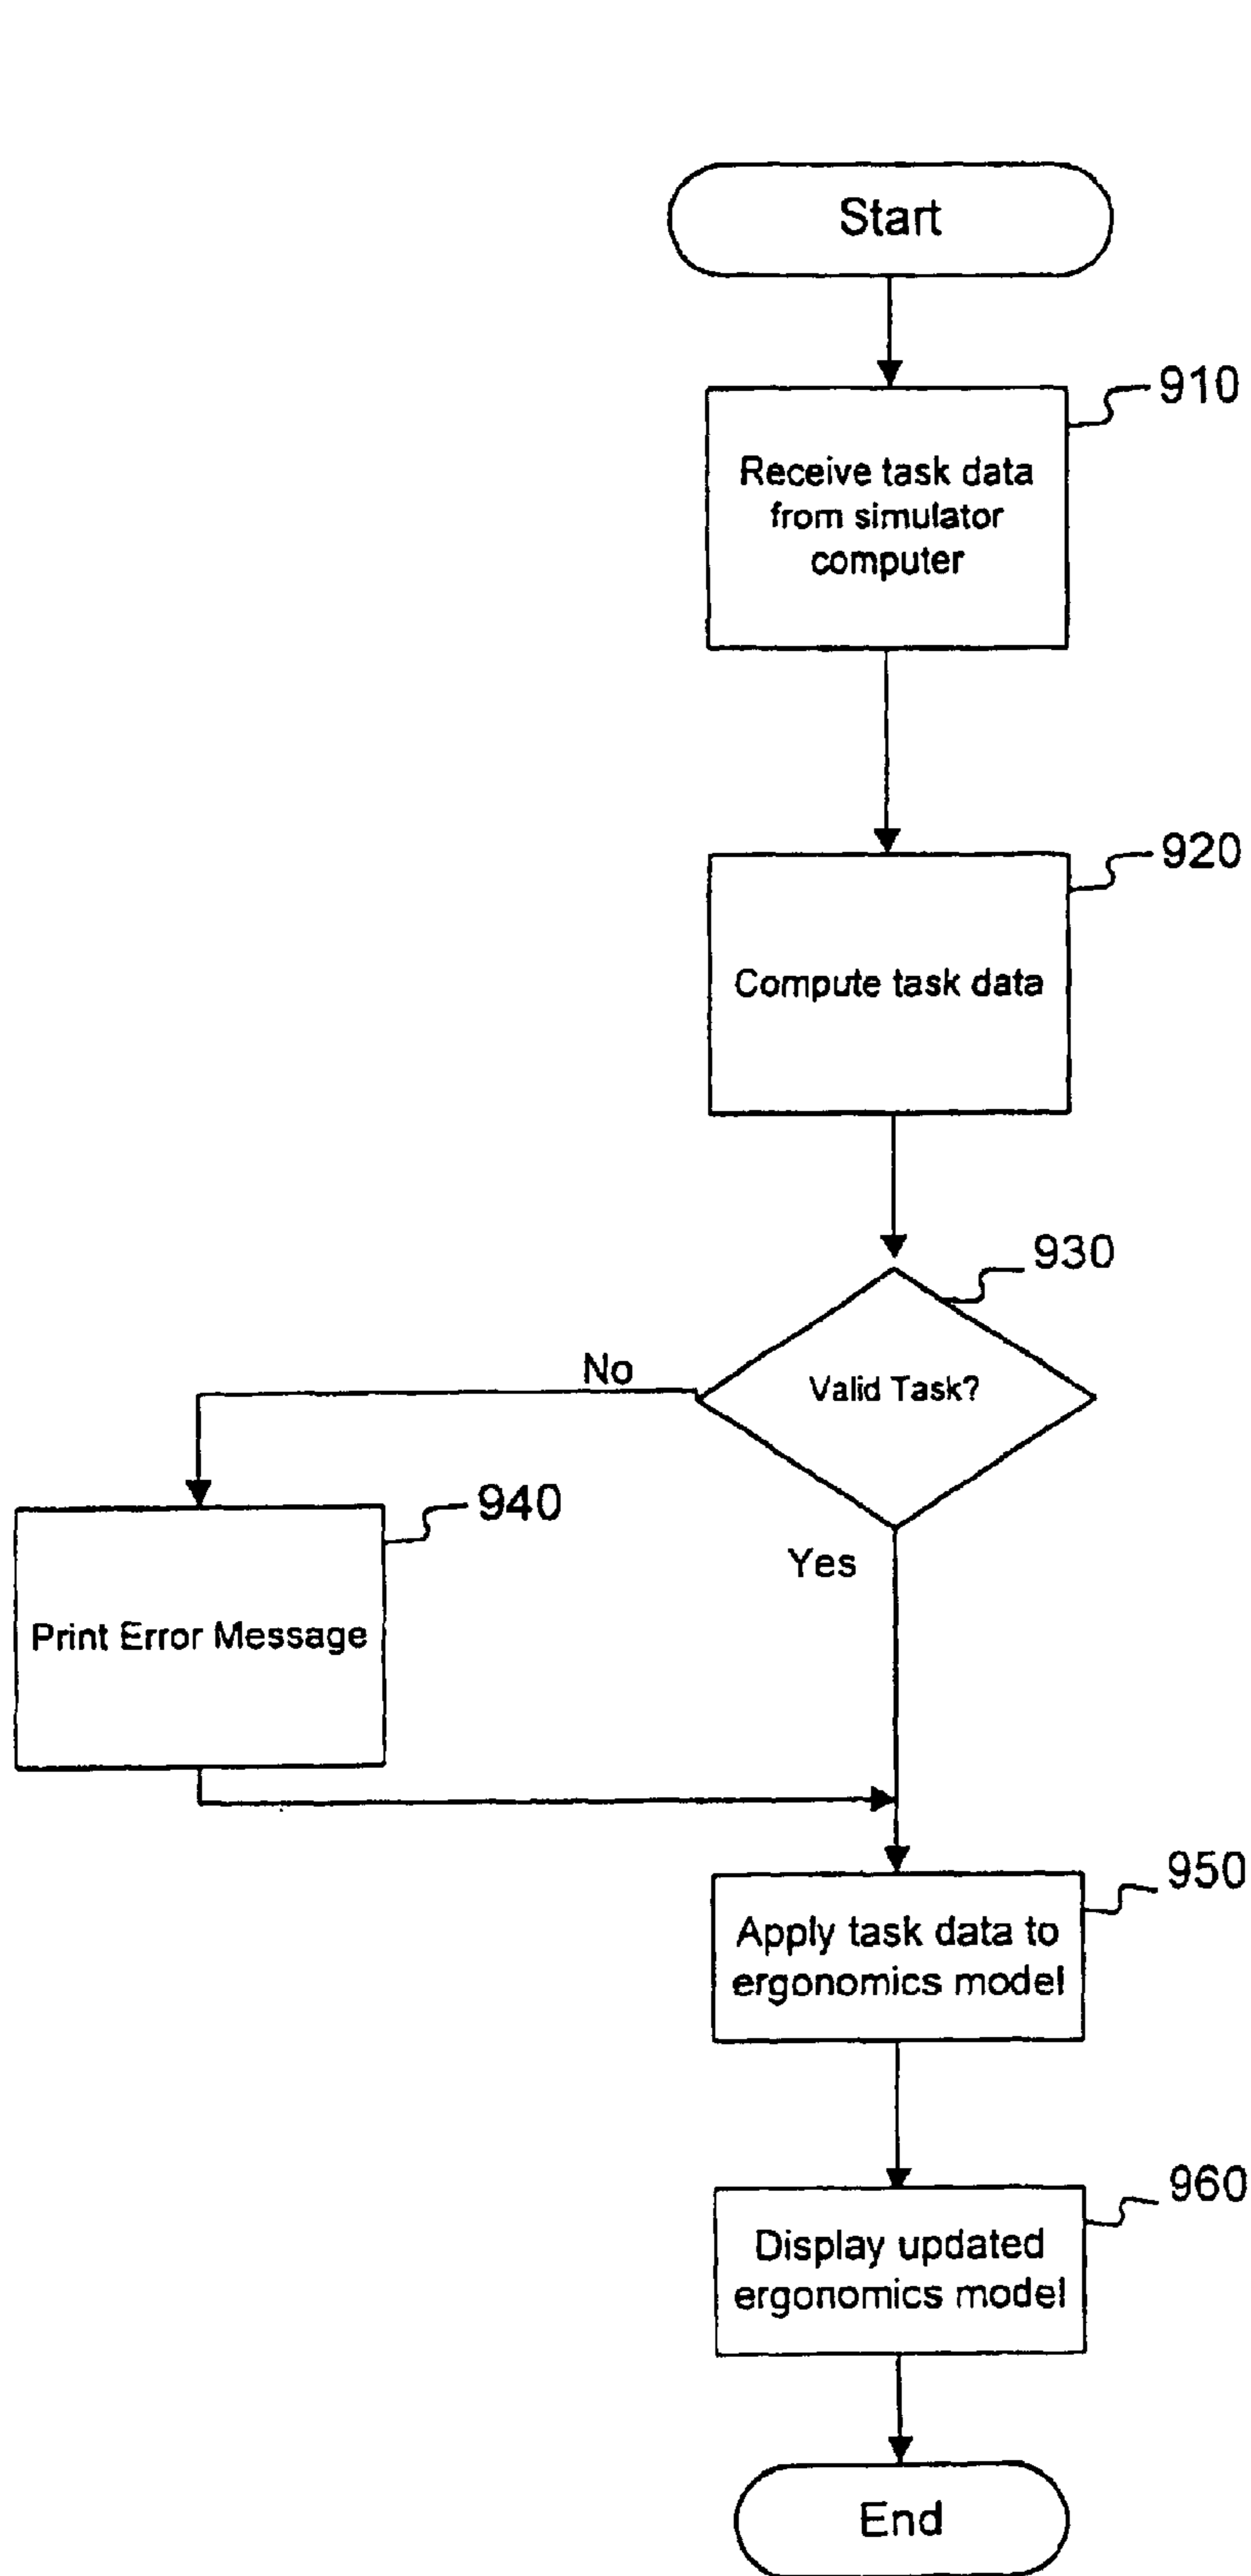 Start
910
Receive task data
from simulator
computer
920
Compute task data
930
Valid Task?
No
Yes
940
Print Error Message
950
Apply task data to
ergonomics model
960
Display updated
ergonomics model
End